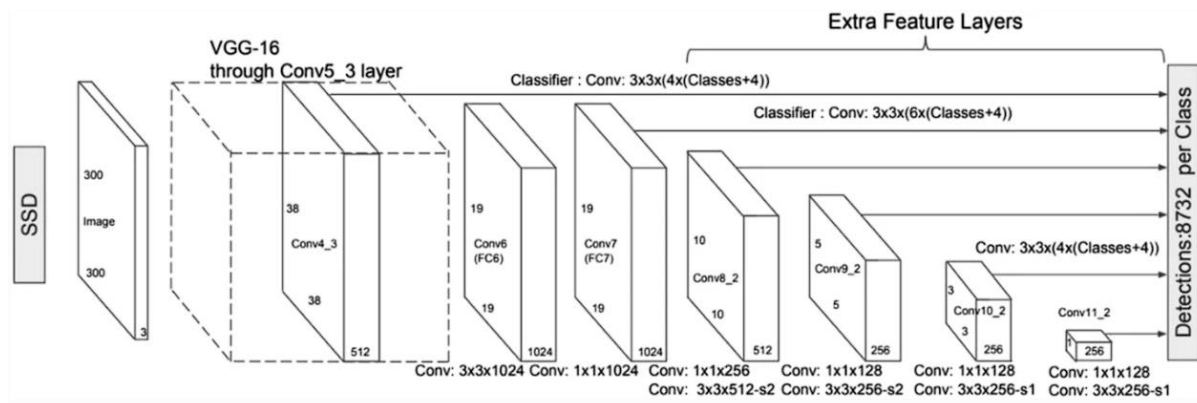 Extra Feature Layers
VGG-16
through Conv5_3 layer
Classifier : Conv: 3x3x(4x(Classes+4))
Classifier : Conv: 3x3x(6x(Classes+4))
SSD
300
Image
300
3
38
Conv4_3
38
512
19
Conv6
(FC6)
19
1024
19
Conv7
(FC7)
19
1024
10
Conv8_2
10
512
5
Conv9_2
5
256
Conv: 3x3x(4x(Classes+4))
3
Conv10_2
3
256
Conv11_2
1
256
Detections:8732 per Class
Conv: 3x3x1024
Conv: 1x1x1024
Conv: 1x1x256
Conv: 3x3x512-s2
Conv: 1x1x128
Conv: 3x3x256-s2
Conv: 1x1x128
Conv: 3x3x256-s1
Conv: 1x1x128
Conv: 3x3x256-s1